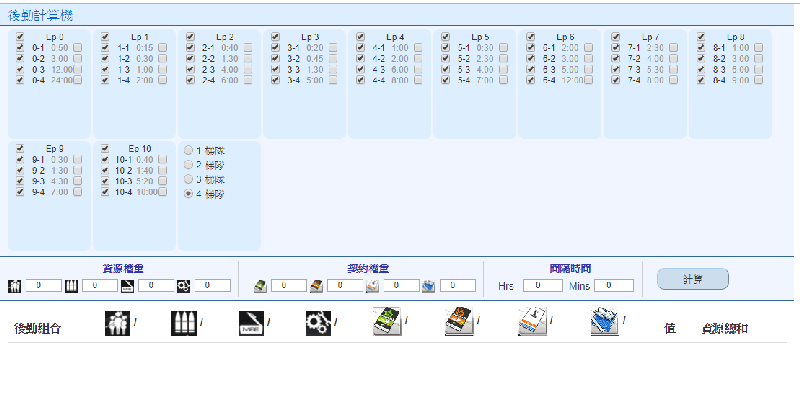 後勤計算機
Ep 0 Ep 1 Ep 2 Ep 3 Ep 4 Ep 5 Ep 6 Ep 7 Ep 8
0-1 0:50 1-1 0:15 2-1 0:40 3-1 0:20 4-1 1:00 5-1 0:30 6-1 2:00 7-1 2:30 8-1 1:00
0-2 3:00 1-2 0:30 2-2 1:30 3-2 0:45 4-2 2:00 5-2 2:30 6-2 3:00 7-2 4:00 8-2 3:00
0-3 12:00 1-3 1:00 2-3 4:00 3-3 1:30 4-3 6:00 5-3 4:00 6-3 5:00 7-3 5:30 8-3 6:00
0-4 24:00 1-4 2:00 2-4 6:00 3-4 5:00 4-4 8:00 5-4 7:00 6-4 12:00 7-4 8:00 8-4 9:00
Ep 9 Ep 10
9-1 0:30 10-1 0:40
9-2 1:30 10-2 1:40
9-3 4:30 10-3 5:20
9-4 7:00 10-4 10:00
1 梯隊
2 梯隊
3 梯隊
4 梯隊
資源權重 契約權重 間隔時間
0 0 0 0 0 0 0 0 Hrs 0 Mins 0 計算
後勤組合 / / / / / / / / 值 資源總和